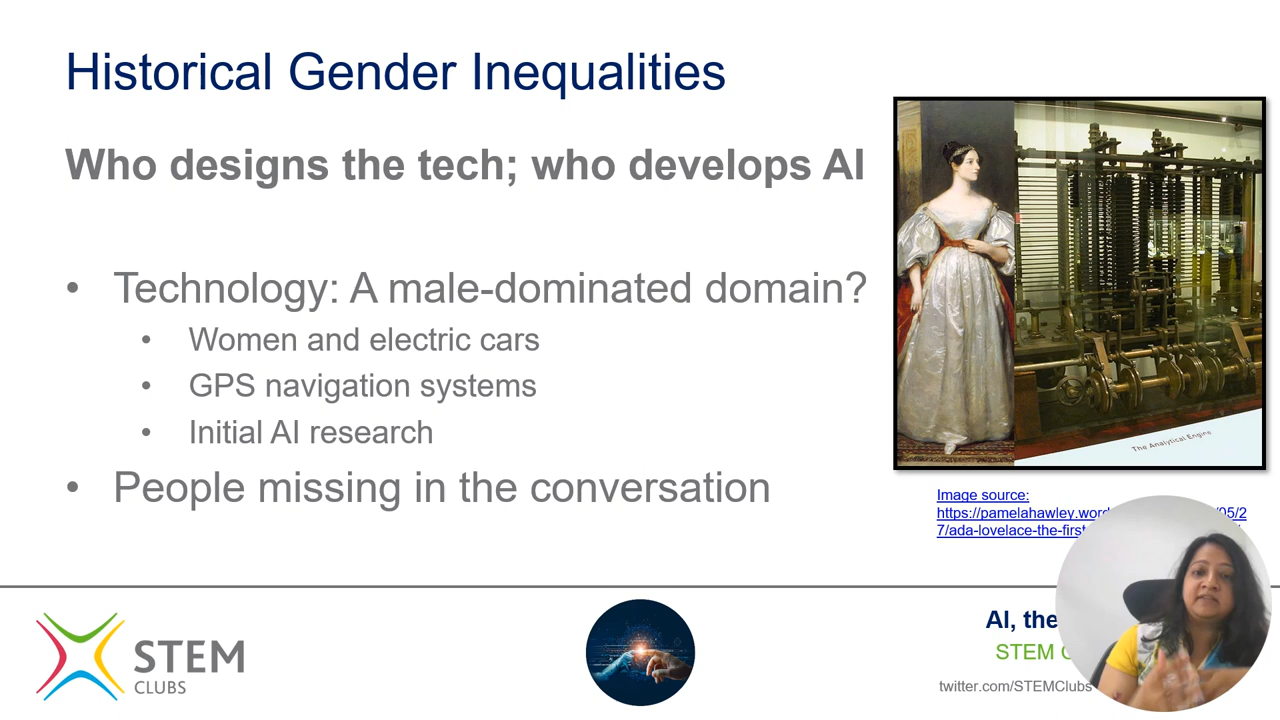 Historical Gender Inequalities
Who designs the tech; who develops AI
• Technology: A male-dominated domain?
• Women and electric cars
• GPS navigation systems
• Initial AI research
• People missing in the conversation
The Analytical Engine
Image source:
https://pamelahawley.word /05/2
7/ada-lovelace-the-first
STEM
CLUBS
AI, the
STEM
twitter.com/STEMClubs